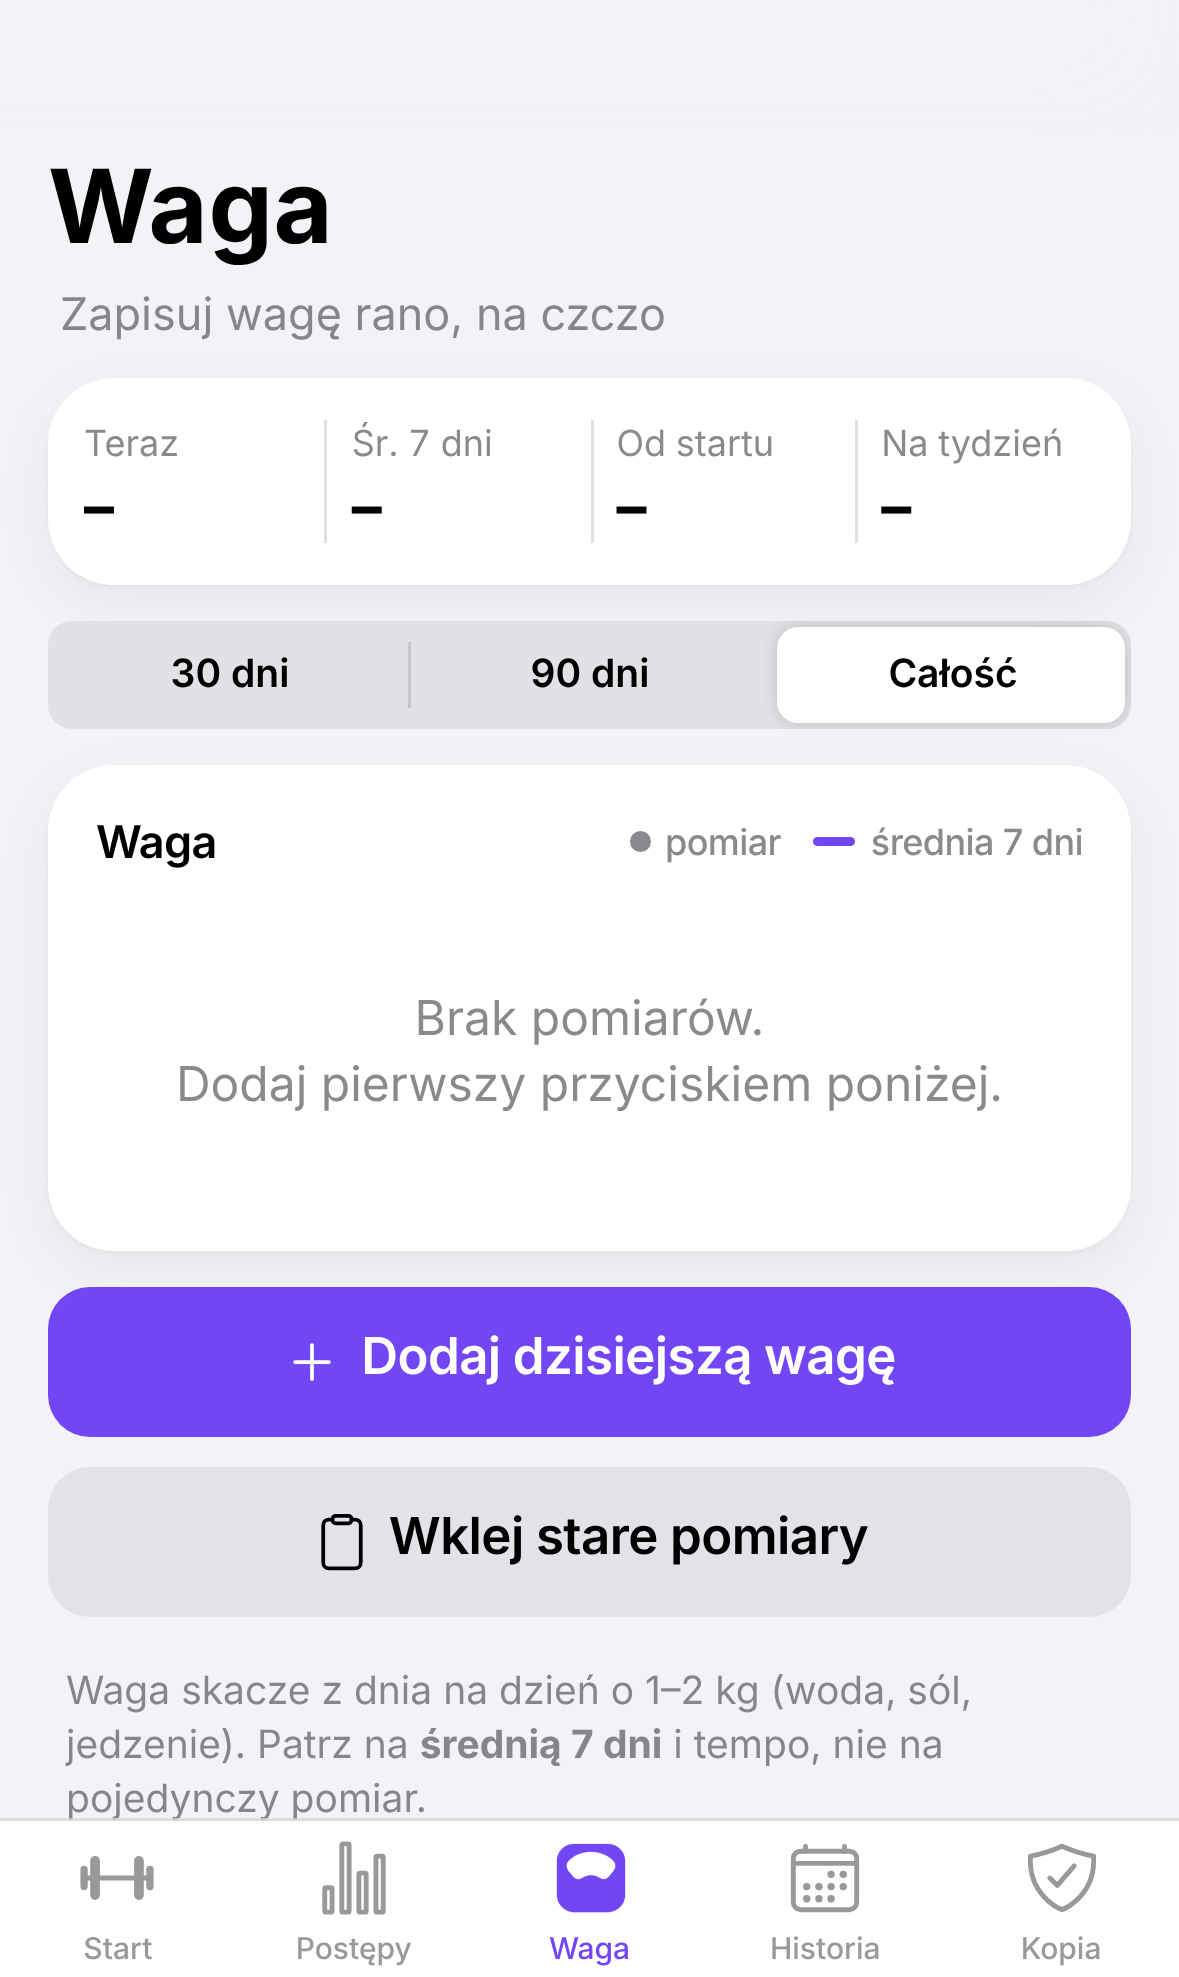 Waga
Zapisuj wagę rano, na czczo
Teraz
Śr. 7 dni
Od startu
Na tydzień
–
–
–
–
30 dni
90 dni
Całość
Waga
pomiar
średnia 7 dni
Brak pomiarów.
Dodaj pierwszy przyciskiem poniżej.
Dodaj dzisiejszą wagę
Wklej stare pomiary
Waga skacze z dnia na dzień o 1–2 kg (woda, sól,
jedzenie). Patrz na średnią 7 dni i tempo, nie na
pojedynczy pomiar.
Start
Postępy
Waga
Historia
Kopia